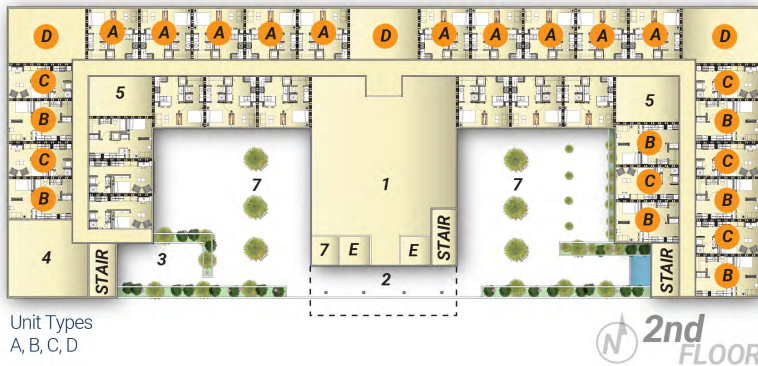 D A A A A A D A A A A A D
C C
5 5
B B
B
1
C 7 7 C C
B B B
C
4 3 STAIR 7 E E STAIR STAIR
2 B
Unit Types
A, B, C, D
N 2nd
FLOOR